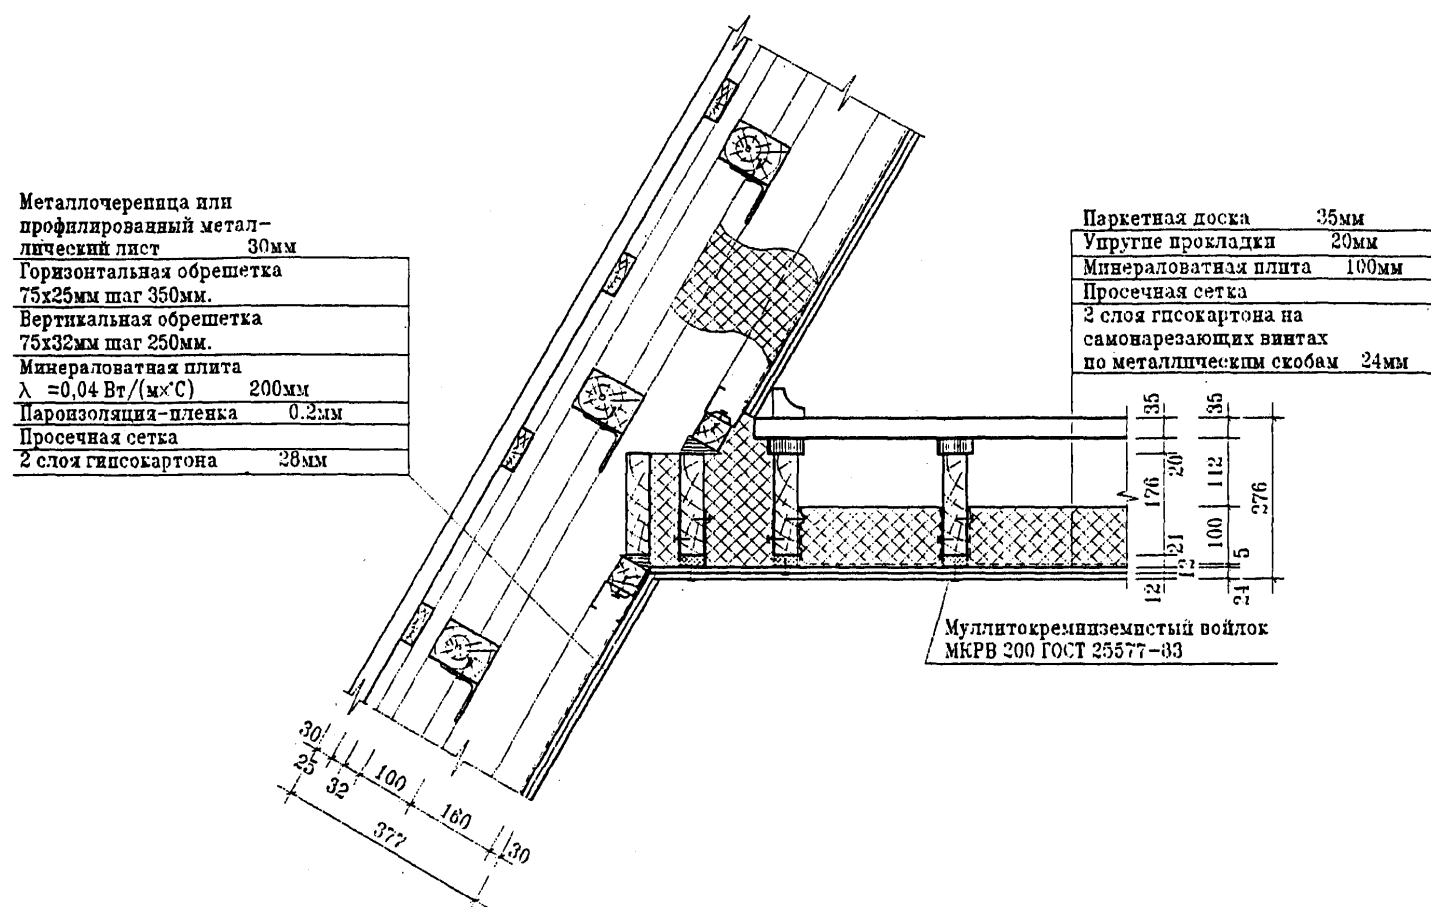 Металлочерепица или
профилированный метал-
лический лист 30мм
Горизонтальная обрешетка
75х25мм шаг 350мм.
Вертикальная обрешетка
75х32мм шаг 250мм.
Минераловатная плита
λ =0,04 Вт/(м×°С) 200мм
Пароизоляция-пленка 0.2мм
Просечная сетка
2 слоя гипсокартона 28мм
Паркетная доска 35мм
Упругие прокладки 20мм
Минераловатная плита 100мм
Просечная сетка
2 слоя гипсокартона на
самонарезающих винтах
по металлическим скобам 24мм
35
35
20
112
176
276
21
100
5
12
12
24
Муллитокремнеземистый войлок
МКРВ 200 ГОСТ 25577-83
30
25
32
100
160
30
377